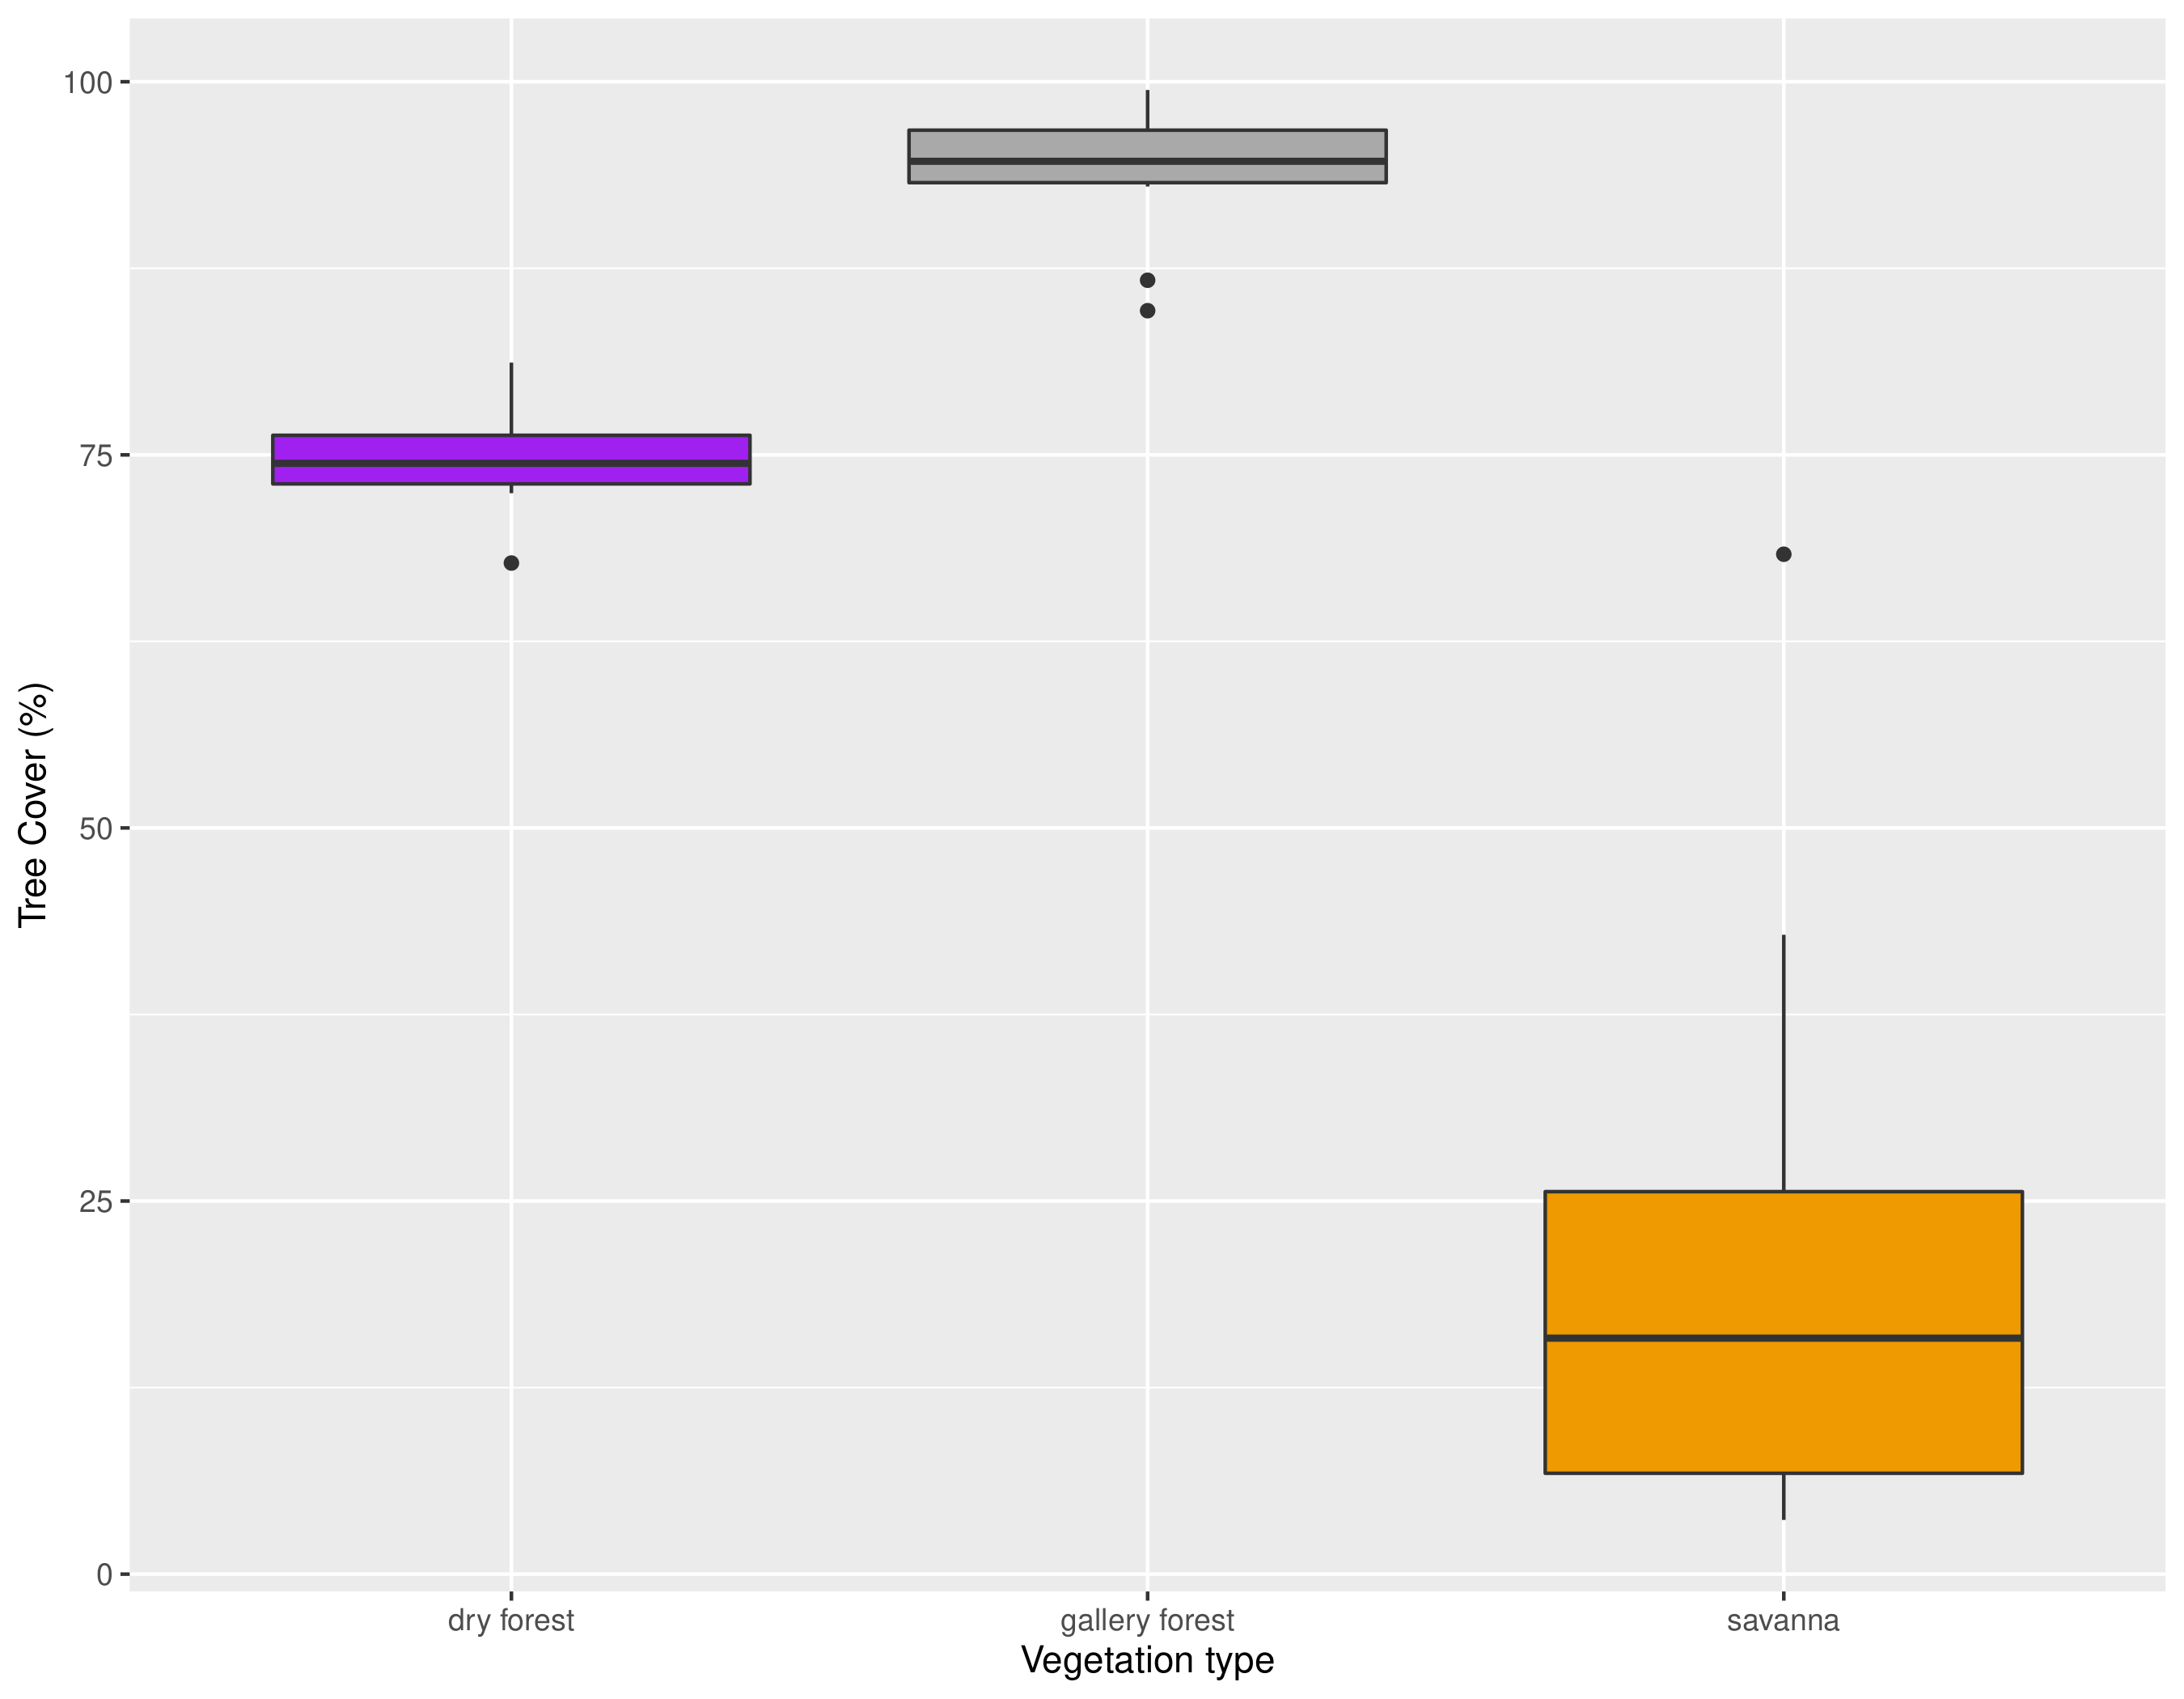 100
75
50
25
0
Tree Cover (%)
dry forest
gallery forest
savanna
Vegetation type